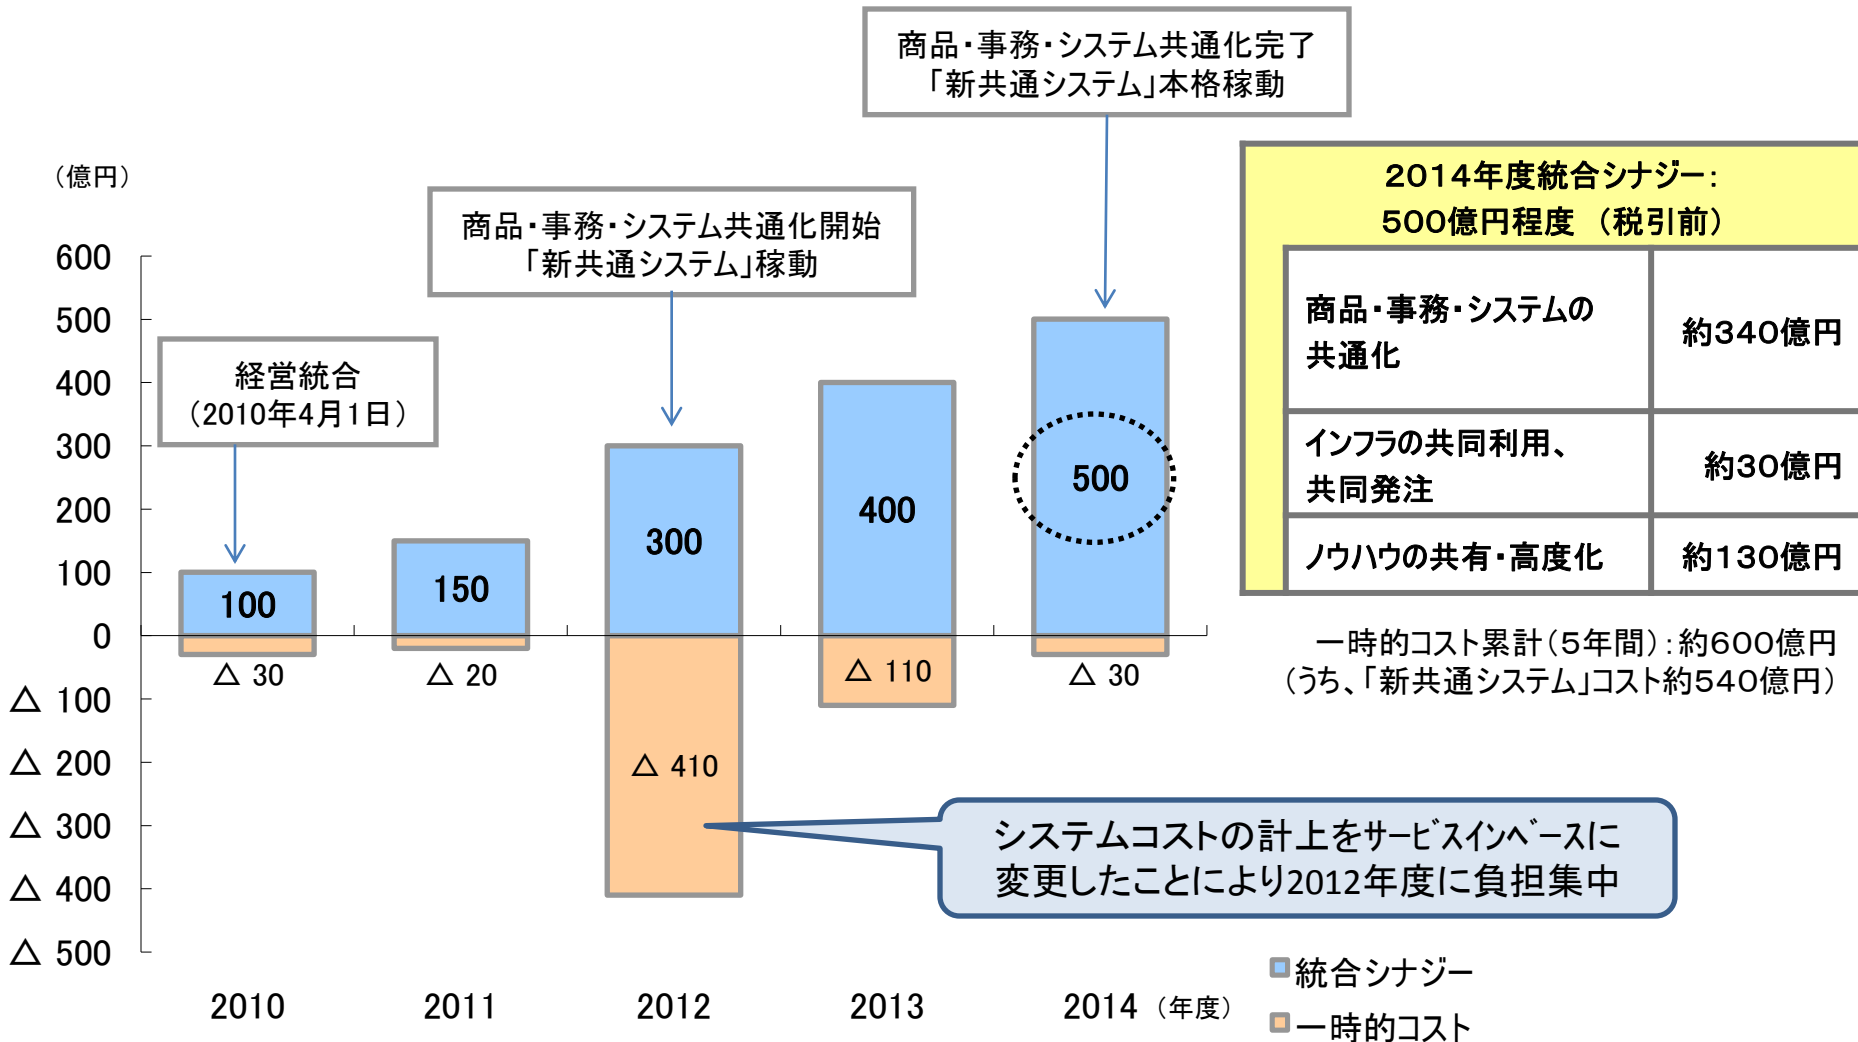 商品・事務・システム共通化完了
「新共通システム」本格稼動
（億円）
商品・事務・システム共通化開始
「新共通システム」稼動
経営統合
（2010年4月1日）
2014年度統合シナジー：
500億円程度 （税引前）
商品・事務・システムの
共通化
約340億円
インフラの共同利用、
共同発注
約30億円
ノウハウの共有・高度化
約130億円
一時的コスト累計（5年間）：約600億円
（うち、「新共通システム」コスト約540億円）
600
500
400
300
200
100
0
△ 100
△ 200
△ 300
△ 400
△ 500
100
150
300
400
500
△ 30
△ 20
△ 410
△ 110
△ 30
システムコストの計上をサービスインベースに
変更したことにより2012年度に負担集中
2010
2011
2012
2013
2014
（年度）
統合シナジー
一時的コスト